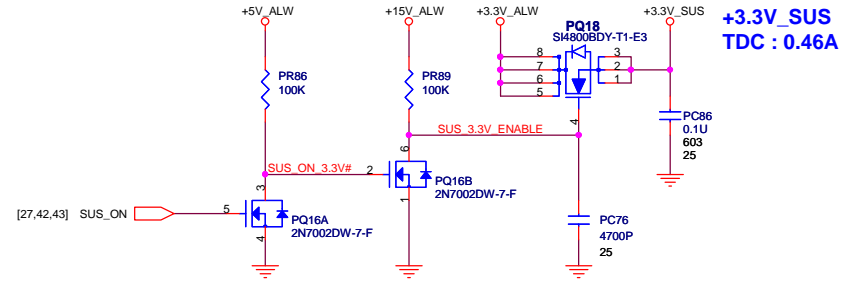 +5V_ALW
+15V_ALW
+3.3V_ALW
+3.3V_SUS
+3.3V_SUS
TDC : 0.46A
PQ18
SI4800BDY-T1-E3
8
7
6
5
3
2
1
4
PR86
100K
PR89
100K
PC86
0.1U
603
25
SUS_3.3V_ENABLE
SUS_ON_3.3V#
6
2
1
PQ16B
2N7002DW-7-F
3
5
4
PQ16A
2N7002DW-7-F
[27,42,43] SUS_ON
PC76
4700P
25